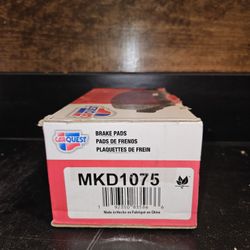 CARQUEST
BRAKE PADS
PADS DE FRENOS
PLAQUETTES DE FREIN
MKD1075
Made in/Hecho en/Fabriqué en China